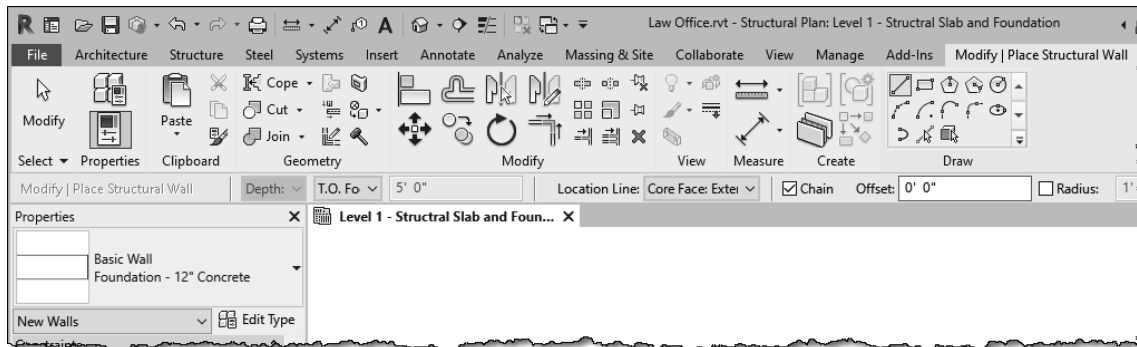 Law Office.rvt - Structural Plan: Level 1 - Structral Slab and Foundation
File Architecture Structure Steel Systems Insert Annotate Analyze Massing & Site Collaborate View Manage Add-Ins Modify | Place Structural Wall
Modify Paste Cope Cut Join
Select Properties Clipboard Geometry Modify View Measure Create Draw
Modify | Place Structural Wall Depth: T.O. Fo 5' 0" Location Line: Core Face: Exter Chain Offset: 0' 0" Radius: 1'
Properties Level 1 - Structral Slab and Foun...
Basic Wall
Foundation - 12" Concrete
New Walls Edit Type